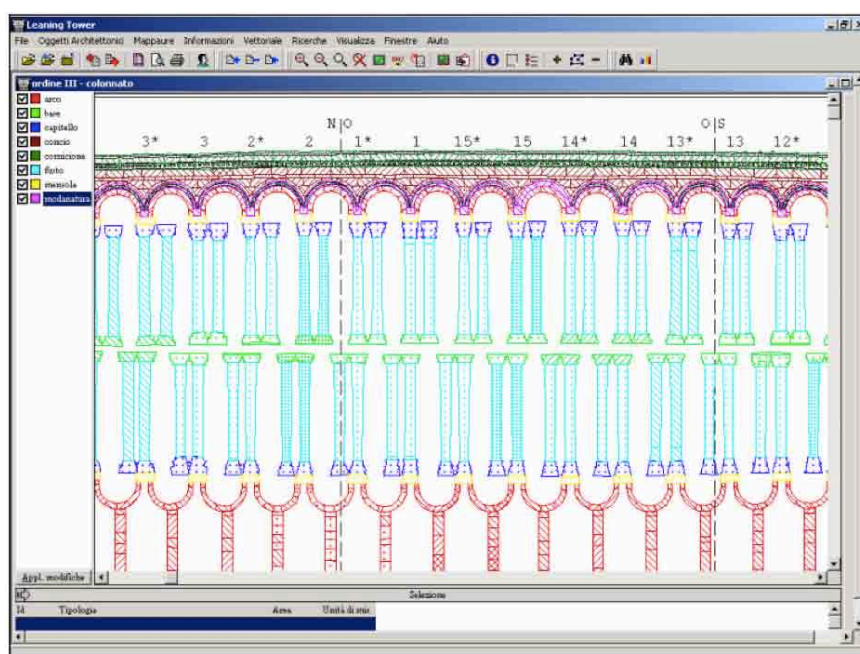 Leaning Tower
File Oggetti Architettonici Mappature Informazioni Vettoriale Ricerche Visualizza Finestre Aiuto
ordine III - colonnato
arco
base
capitello
concio
cornicione
fusto
mensola
modanatura
N|O O|S
3* 3 2* 2 1* 1 15* 15 14* 14 13* 13 12*
Appl. modifiche
Selezione
Id Tipologia Area Unità di mis